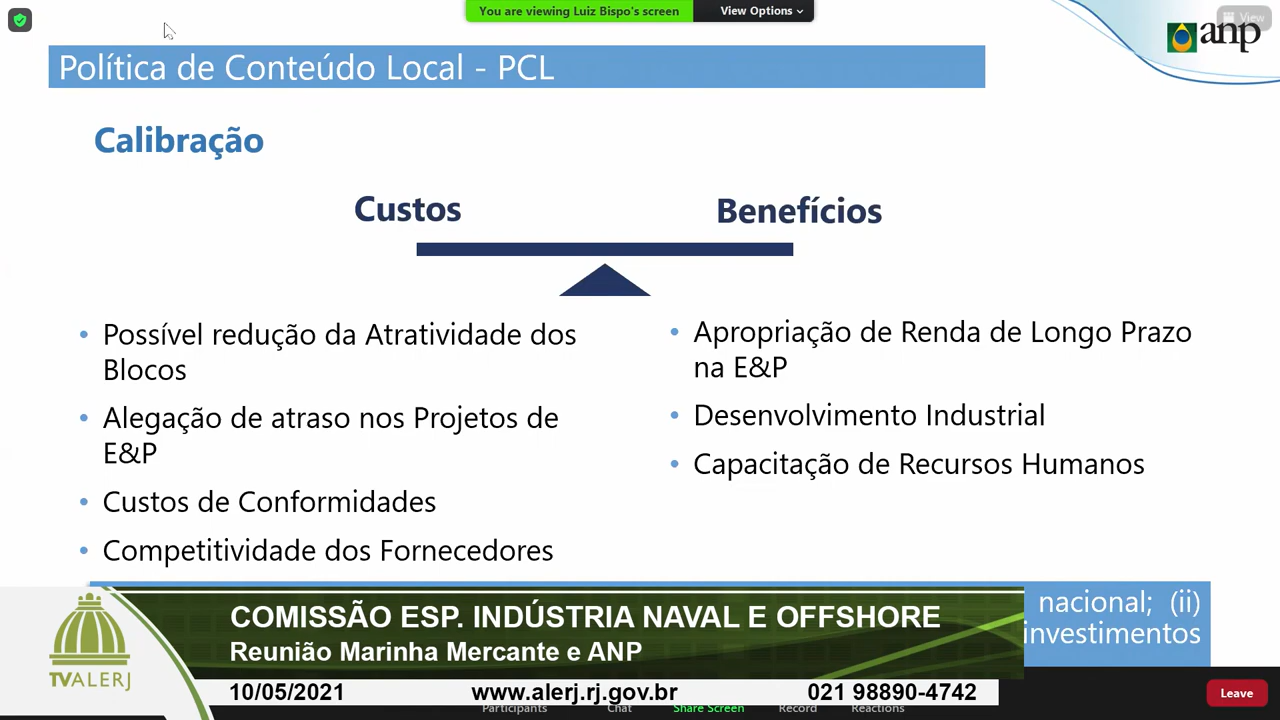 You are viewing Luiz Bispo's screen
View Options
View
anp
Política de Conteúdo Local - PCL
Calibração
Custos
Benefícios
• Possível redução da Atratividade dos
Blocos
• Alegação de atraso nos Projetos de
E&P
• Custos de Conformidades
• Competitividade dos Fornecedores
• Apropriação de Renda de Longo Prazo
na E&P
• Desenvolvimento Industrial
• Capacitação de Recursos Humanos
nacional; (ii)
investimentos
COMISSÃO ESP. INDÚSTRIA NAVAL E OFFSHORE
Reunião Marinha Mercante e ANP
TVALERJ
10/05/2021
www.alerj.rj.gov.br
021 98890-4742
Participants
Chat
Share Screen
Record
Reactions
Leave